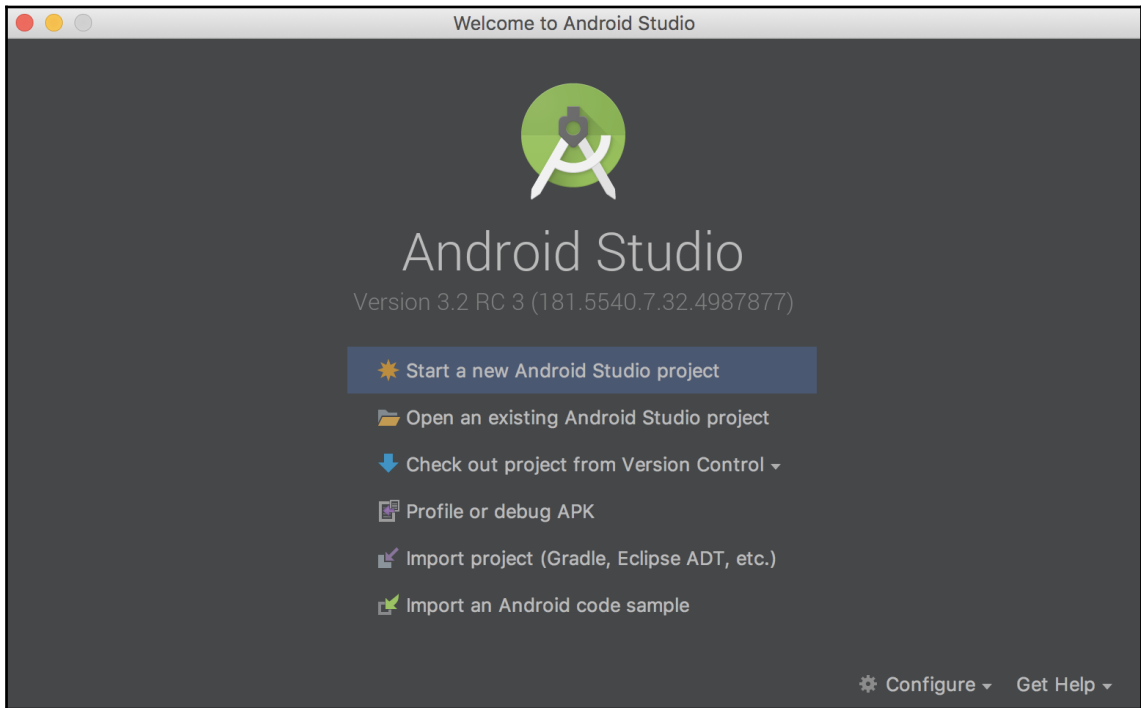 Welcome to Android Studio
Android Studio
Version 3.2 RC 3 (181.5540.7.32.4987877)
Start a new Android Studio project
Open an existing Android Studio project
Check out project from Version Control
Profile or debug APK
Import project (Gradle, Eclipse ADT, etc.)
Import an Android code sample
Configure Get Help